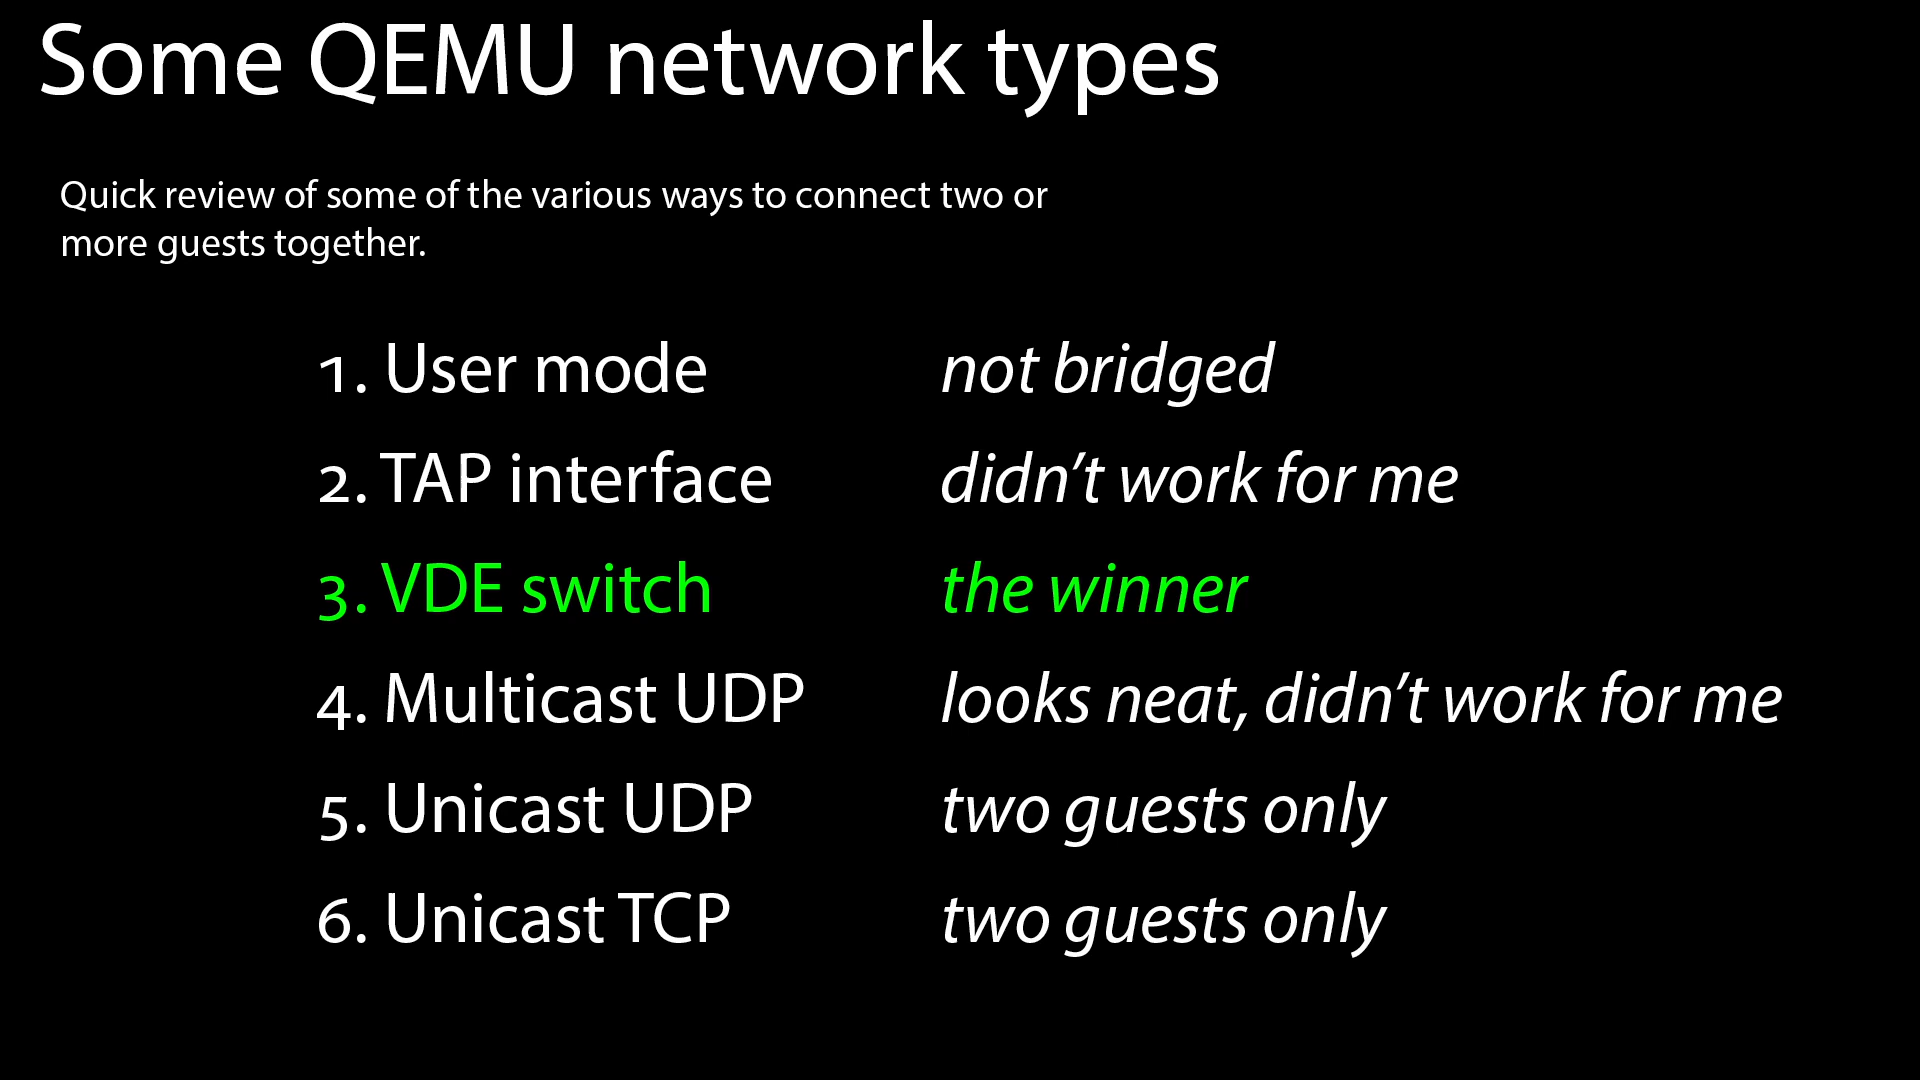 Some QEMU network types
Quick review of some of the various ways to connect two or
more guests together.
1. User mode not bridged
2. TAP interface didn’t work for me
3. VDE switch the winner
4. Multicast UDP looks neat, didn’t work for me
5. Unicast UDP two guests only
6. Unicast TCP two guests only